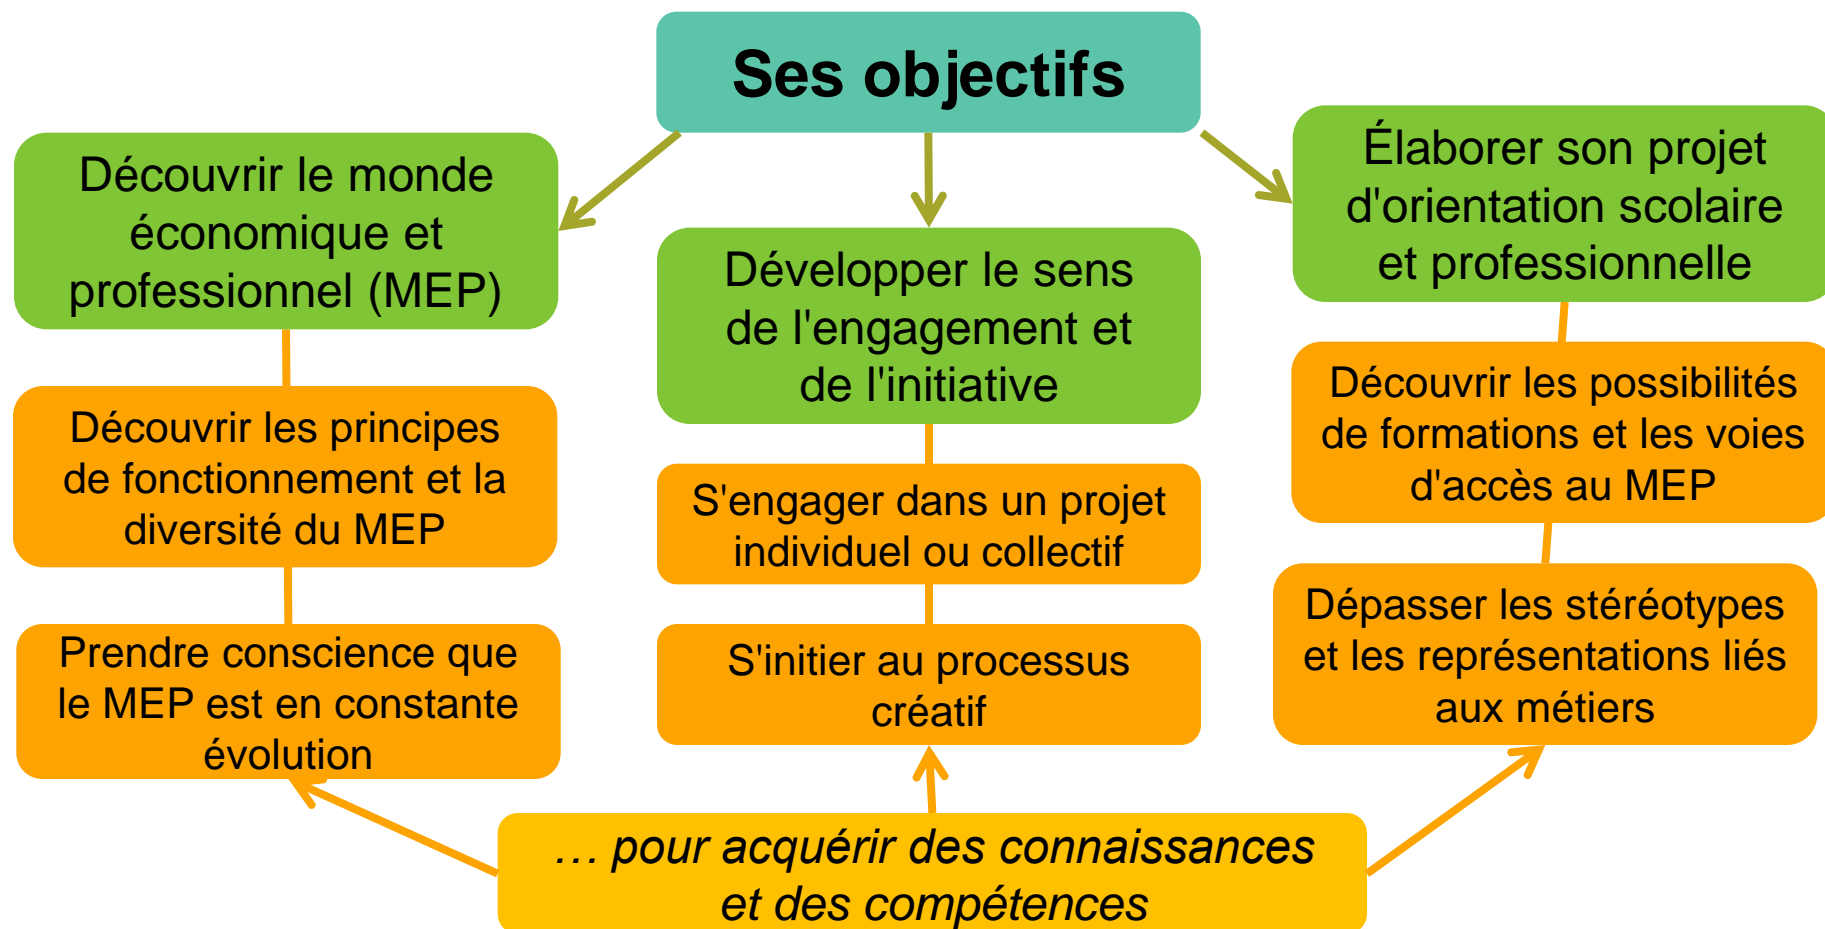 Ses objectifs
Découvrir le monde
économique et
professionnel (MEP)
Découvrir les principes
de fonctionnement et la
diversité du MEP
Prendre conscience que
le MEP est en constante
évolution
Développer le sens
de l'engagement et
de l'initiative
S'engager dans un projet
individuel ou collectif
S'initier au processus
créatif
Élaborer son projet
d'orientation scolaire
et professionnelle
Découvrir les possibilités
de formations et les voies
d'accès au MEP
Dépasser les stéréotypes
et les représentations liés
aux métiers
… pour acquérir des connaissances
et des compétences